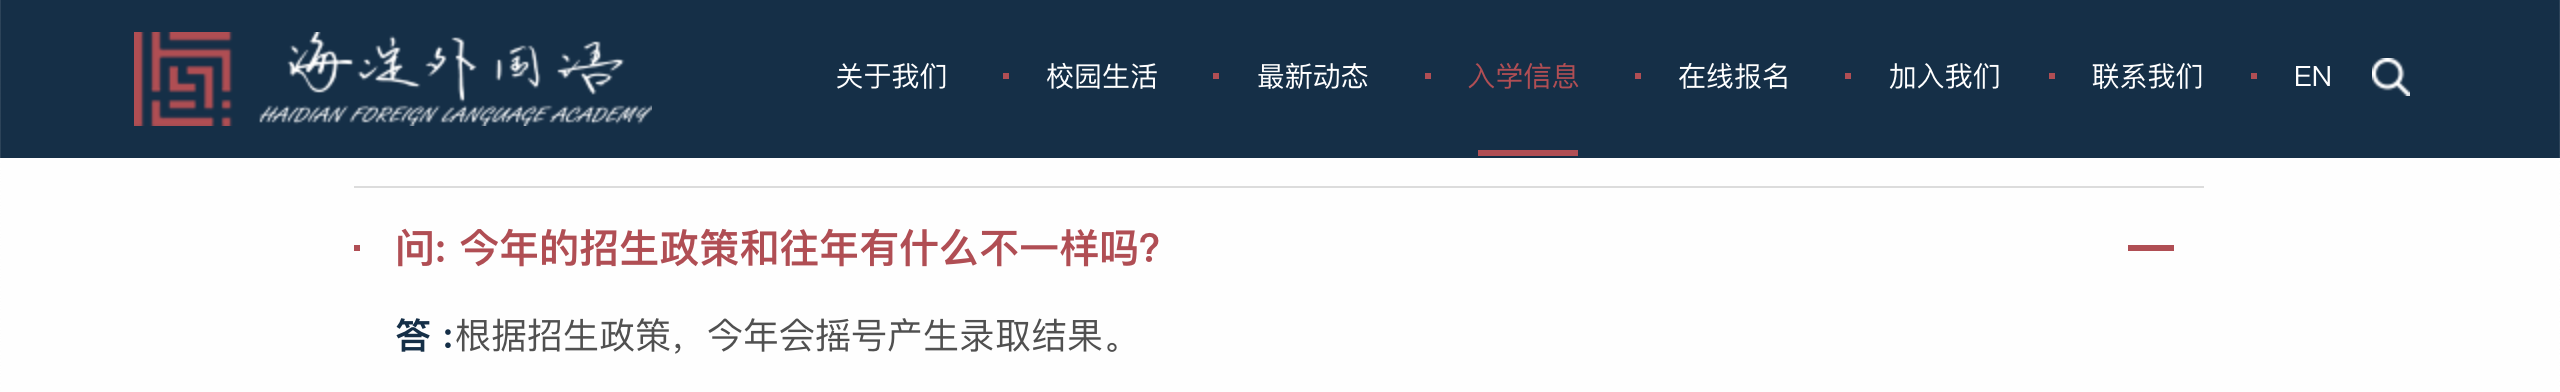 海淀外国语
HAIDIAN FOREIGN LANGUAGE ACADEMY
关于我们 校园生活 最新动态 入学信息 在线报名 加入我们 联系我们 EN
问: 今年的招生政策和往年有什么不一样吗?
答 :根据招生政策，今年会摇号产生录取结果。